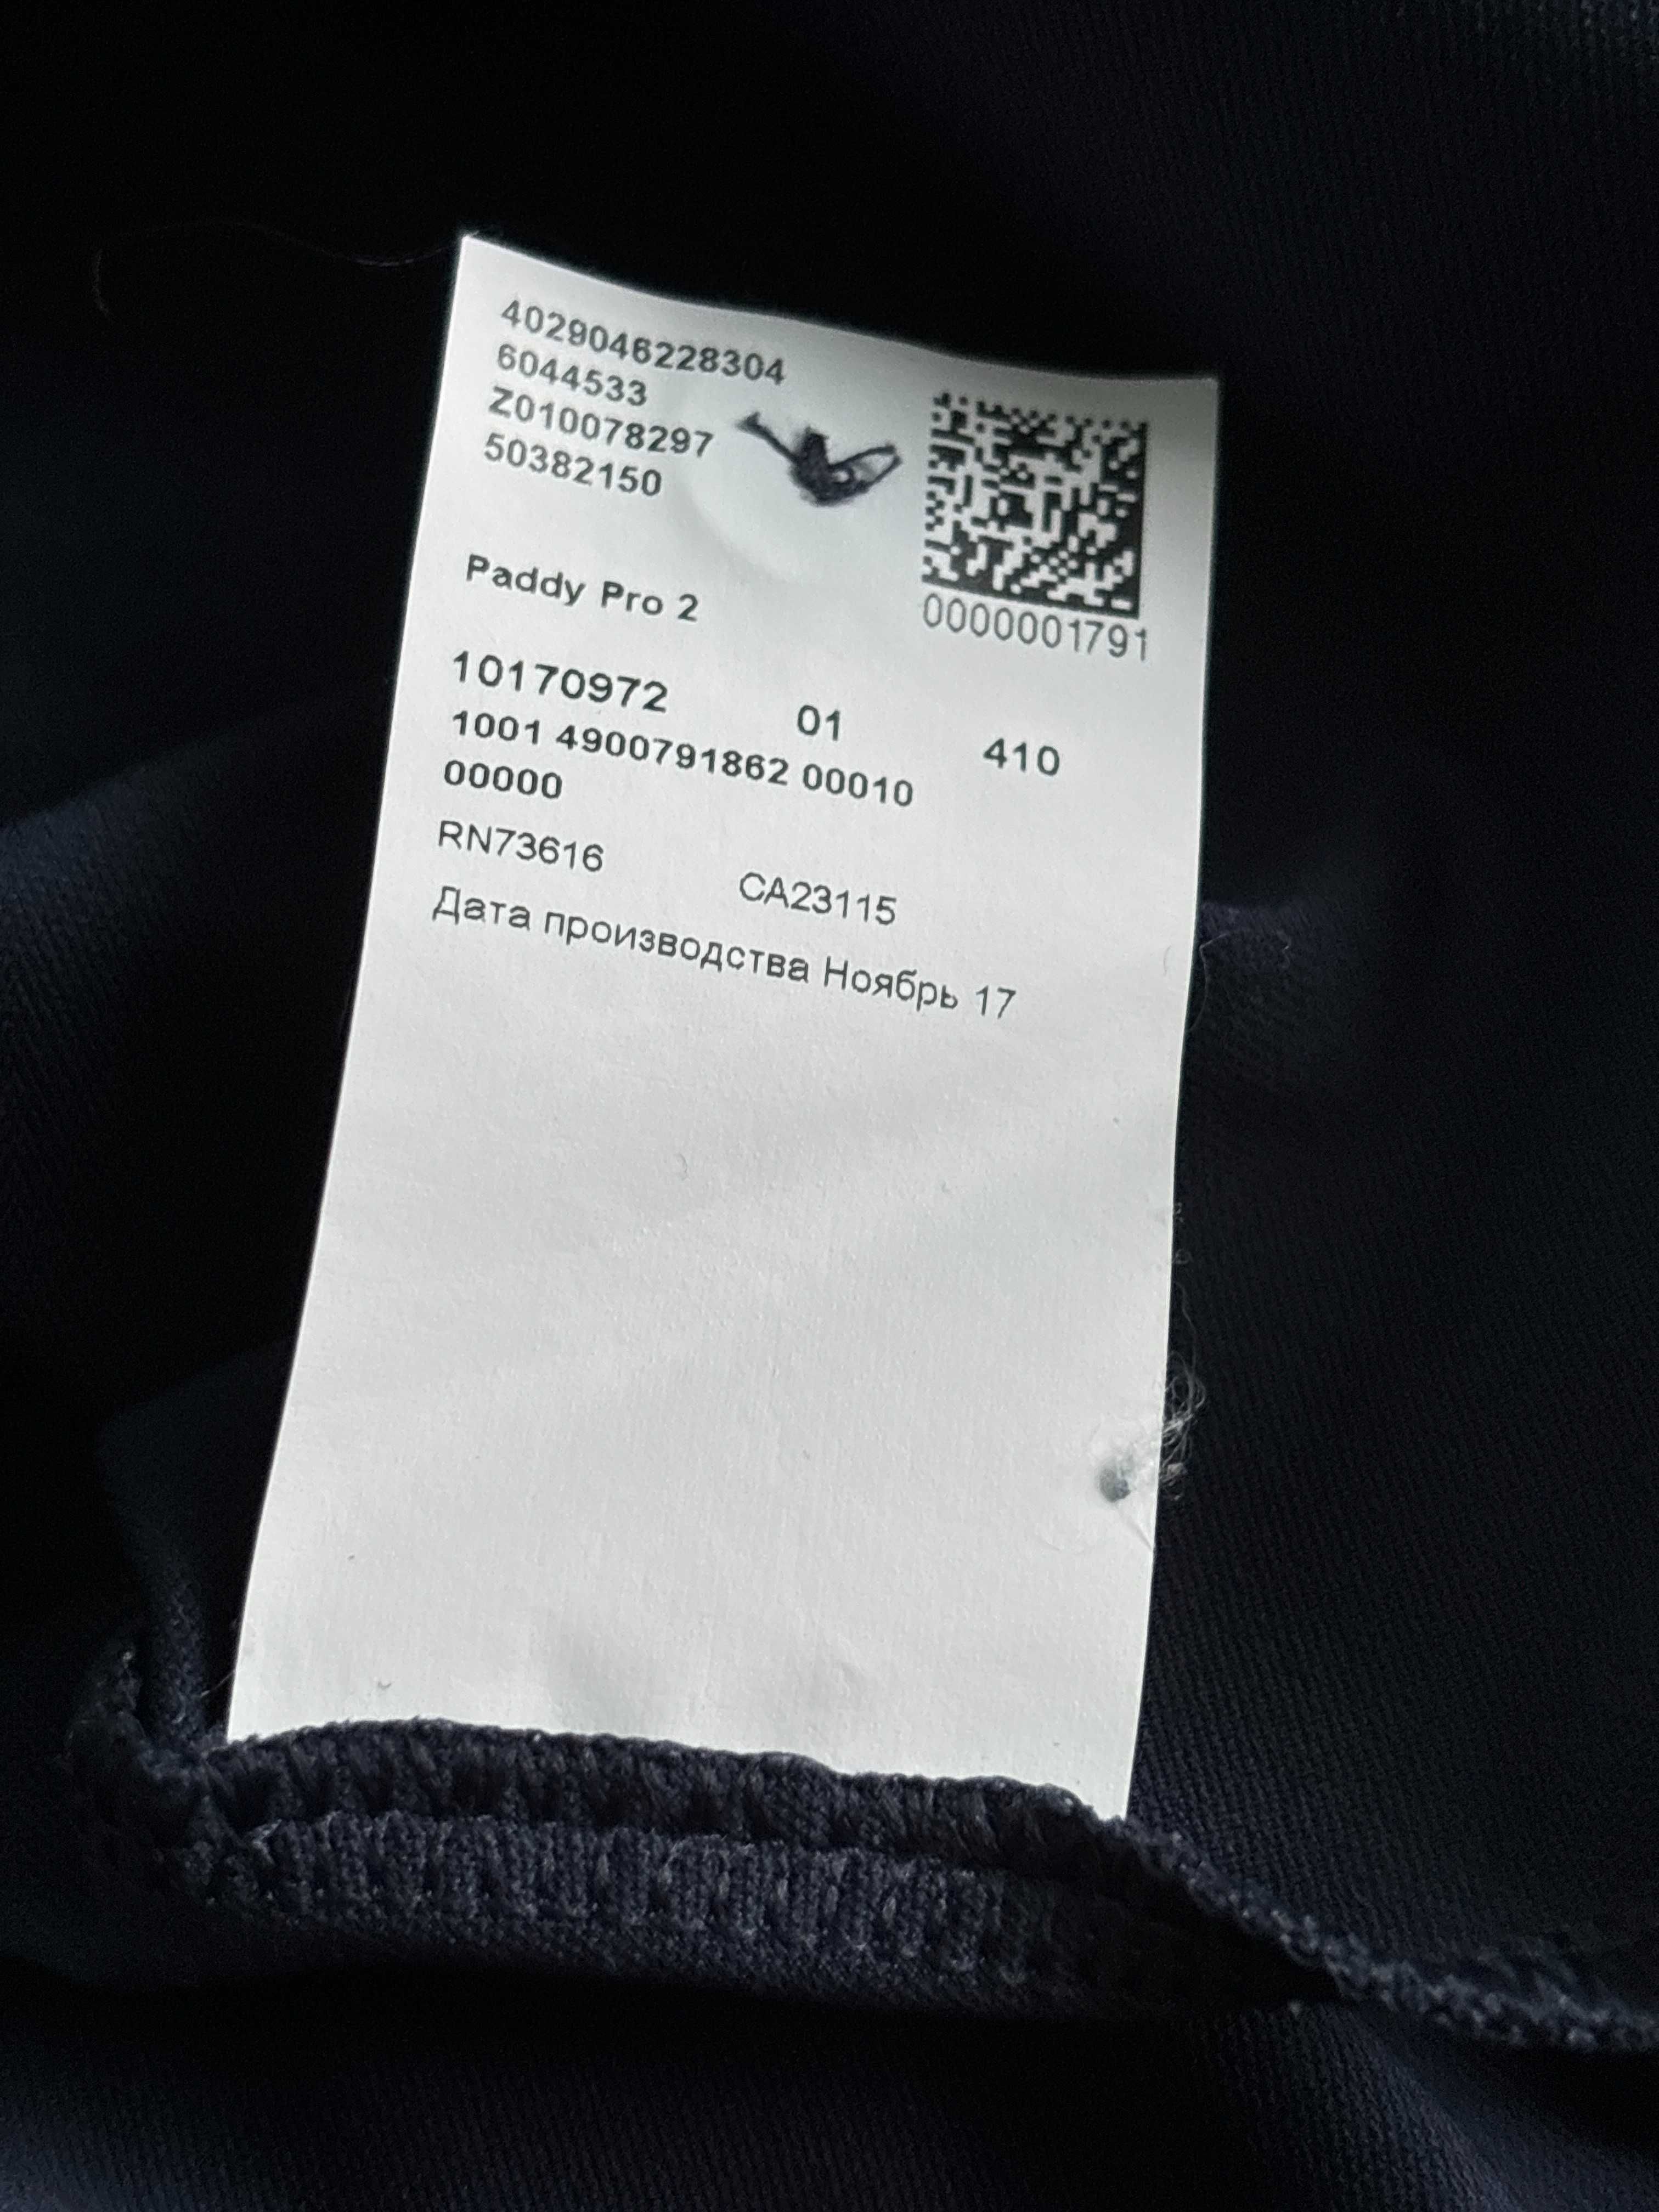 4029046228304
6044533
Z010078297
50382150
0000001791
Paddy Pro 2
10170972 01 410
1001 4900791862 00010
00000
RN73616 CA23115
Дата производства Ноябрь 17